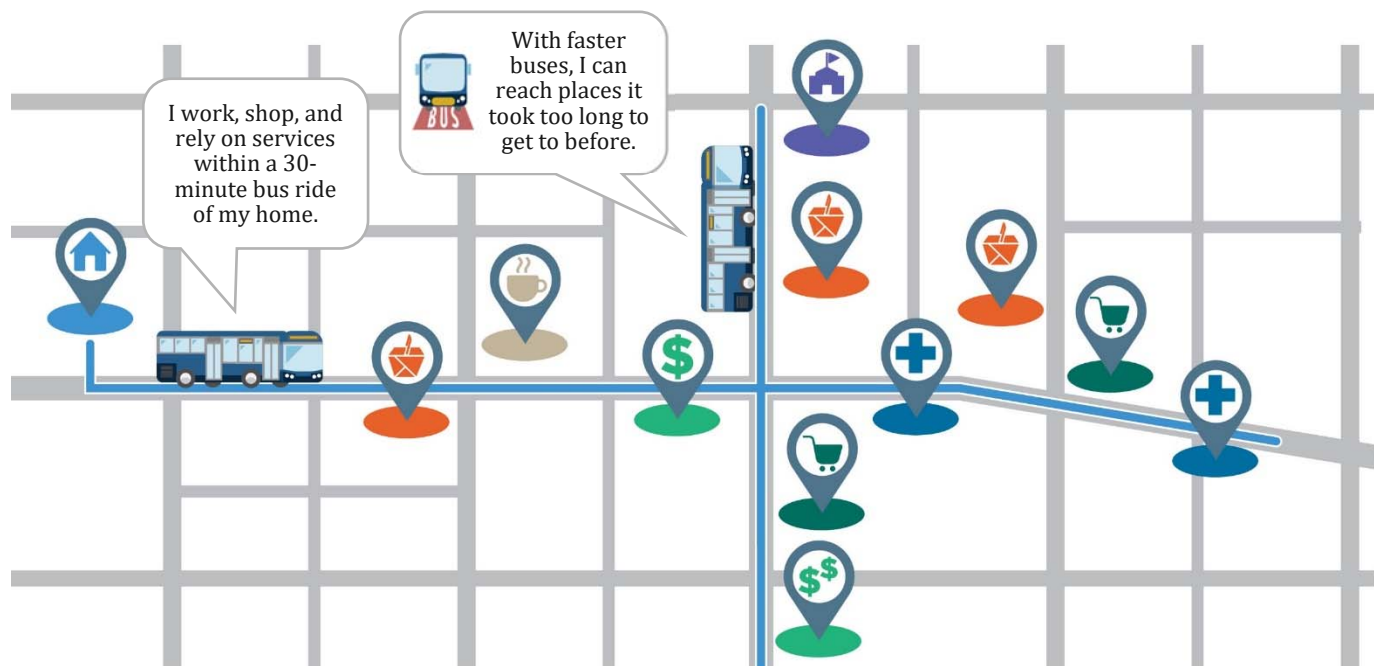 I work, shop, and
rely on services
within a 30-
minute bus ride
of my home.
With faster
buses, I can
reach places it
took too long to
get to before.
BUS
$
$$